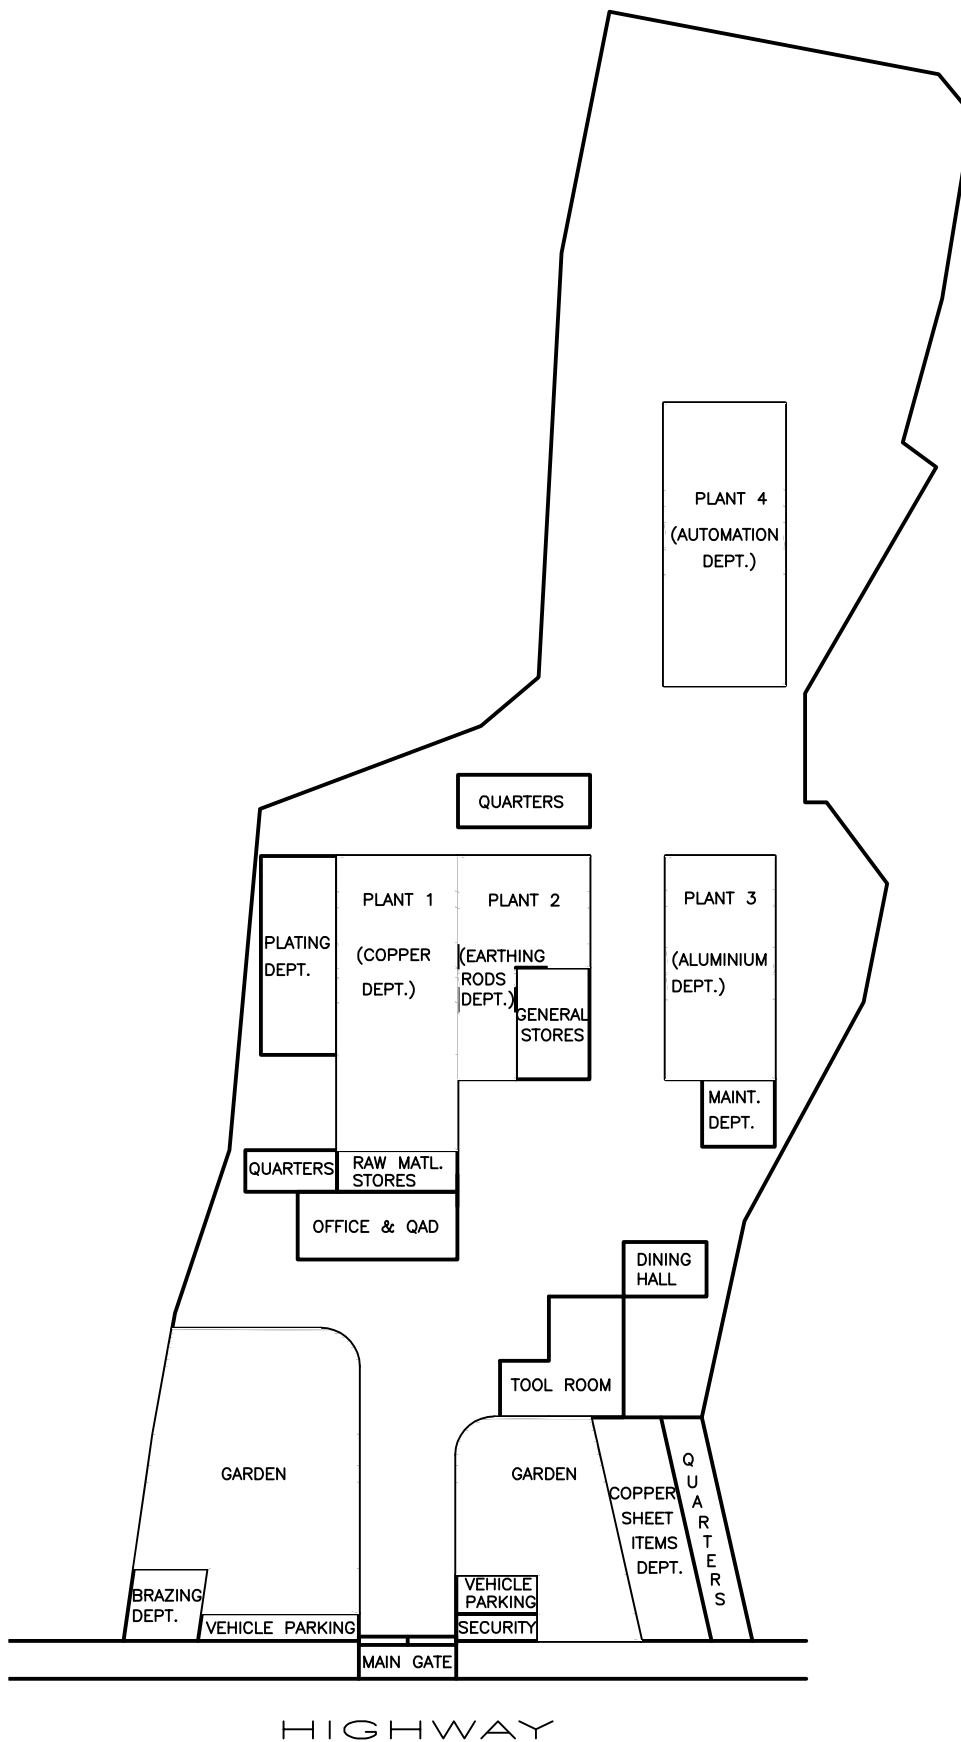 PLANT 4
(AUTOMATION
DEPT.)
QUARTERS
PLATING
DEPT.
PLANT 1
(COPPER
DEPT.)
PLANT 2
(EARTHING
RODS
DEPT.)
GENERAL
STORES
PLANT 3
(ALUMINIUM
DEPT.)
MAINT.
DEPT.
QUARTERS
RAW MATL.
STORES
OFFICE & QAD
DINING
HALL
TOOL ROOM
GARDEN
GARDEN
COPPER
SHEET
ITEMS
DEPT.
QUARTERS
BRAZING
DEPT.
VEHICLE PARKING
VEHICLE
PARKING
SECURITY
MAIN GATE
HIGHWAY